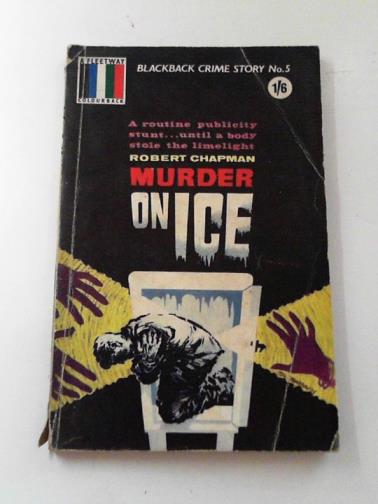 A FLEETWAY
COLOURBACK
BLACKBACK CRIME STORY No.5
1/6
A routine publicity
stunt...until a body
stole the limelight
ROBERT CHAPMAN
MURDER
ON ICE